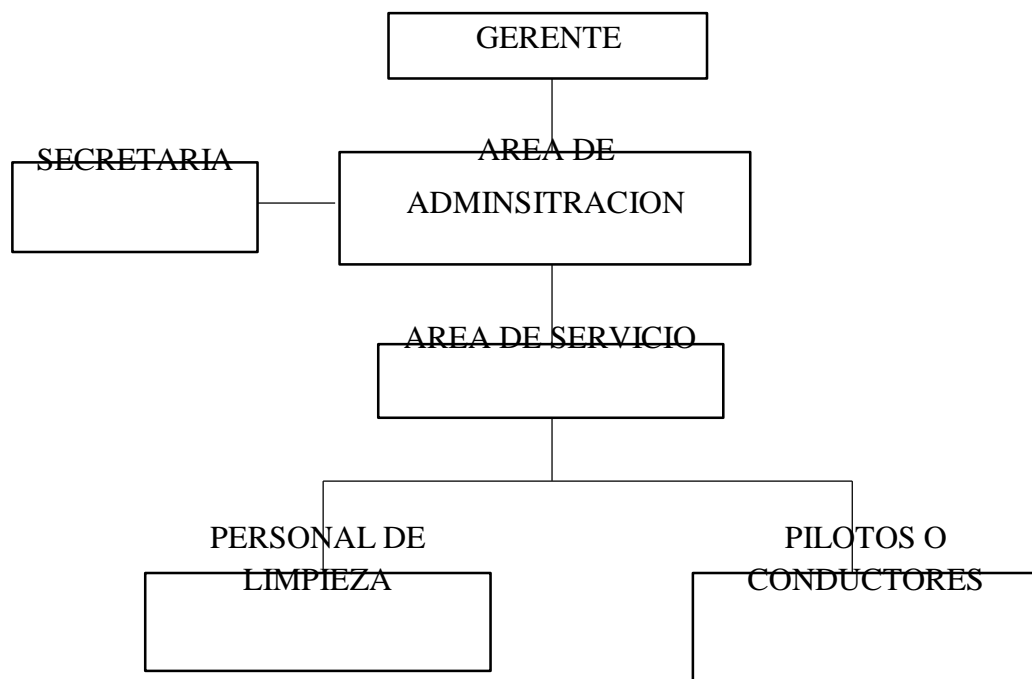 GERENTE
SECRETARIA
AREA DE
ADMINSITRACION
AREA DE SERVICIO
PERSONAL DE
LIMPIEZA
PILOTOS O
CONDUCTORES